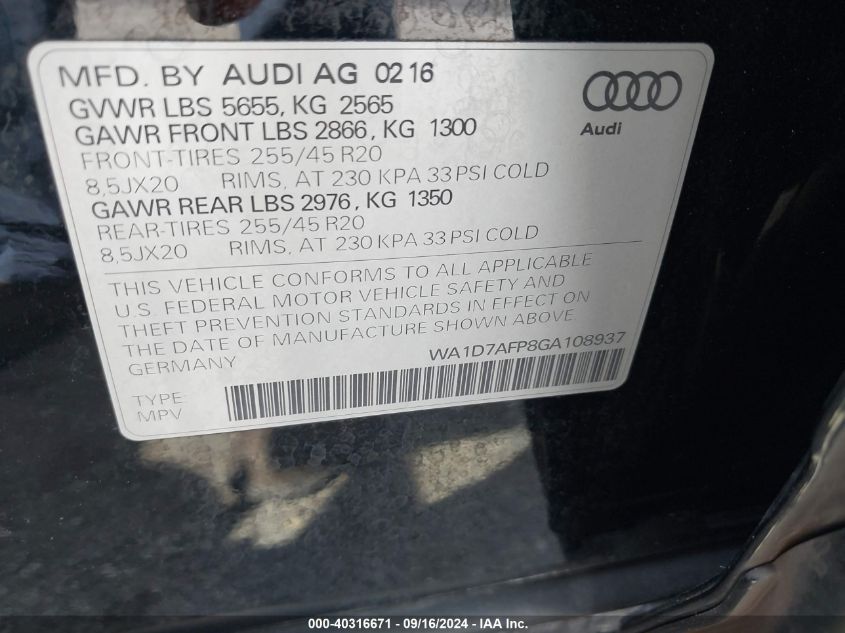 MFD. BY AUDI AG 02 16
GVWR LBS 5655, KG 2565
GAWR FRONT LBS 2866, KG 1300
FRONT-TIRES 255/45 R20
8,5JX20 RIMS, AT 230 KPA 33 PSI COLD
GAWR REAR LBS 2976, KG 1350
REAR-TIRES 255/45 R20
8,5JX20 RIMS, AT 230 KPA 33 PSI COLD
Audi
THIS VEHICLE CONFORMS TO ALL APPLICABLE
U.S. FEDERAL MOTOR VEHICLE SAFETY AND
THEFT PREVENTION STANDARDS IN EFFECT ON
THE DATE OF MANUFACTURE SHOWN ABOVE.
GERMANY
WA1D7AFP8GA108937
TYPE:
MPV
000-40316671 - 09/16/2024 - IAAI.com